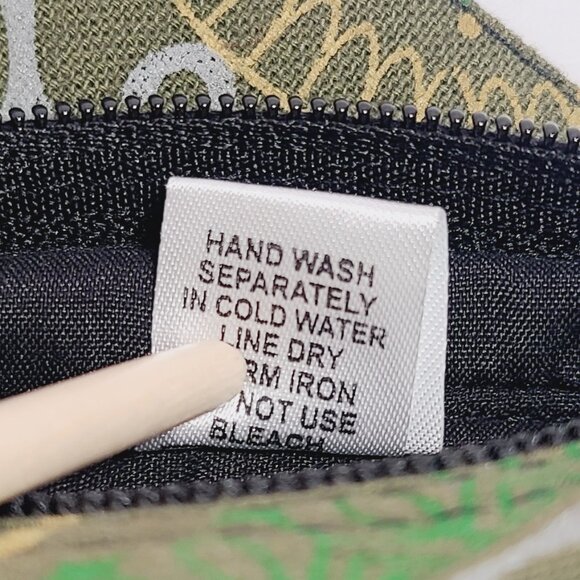 HAND WASH
SEPARATELY
IN COLD WATER
LINE DRY
IRON
NOT USE
BLEACH